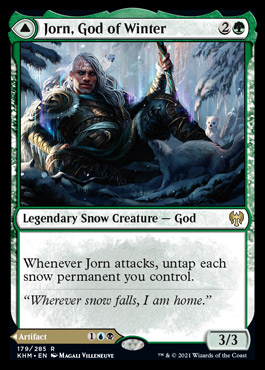 Jorn, God of Winter 2
Legendary Snow Creature — God
Whenever Jorn attacks, untap each
snow permanent you control.
“Wherever snow falls, I am home.”
Artifact 1
3/3
179/285 R
KHM • EN MAGALI VILLENEUVE
™ & © 2021 Wizards of the Coast